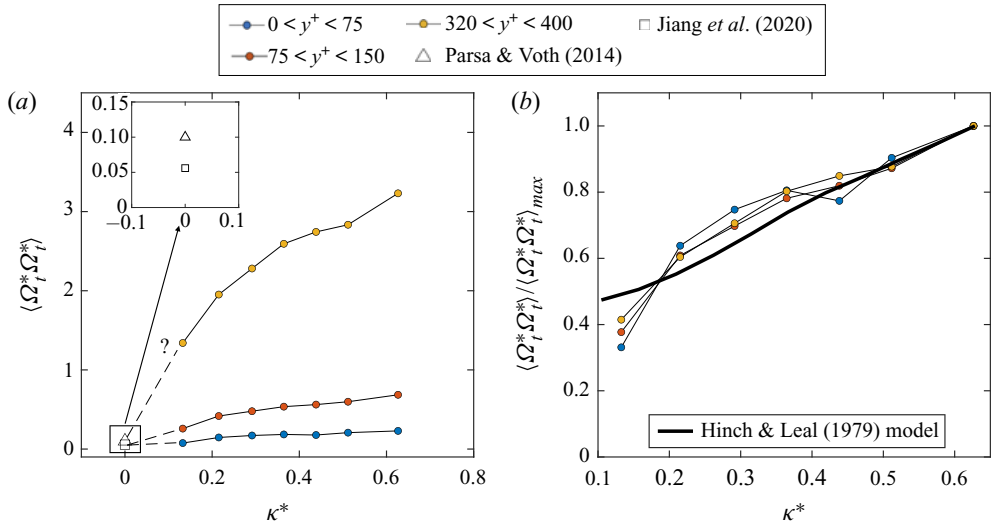 0 < y⁺ < 75
320 < y⁺ < 400
Jiang et al. (2020)
75 < y⁺ < 150
Parsa & Voth (2014)
(a)
4
3
2
1
0
0
0.2
0.4
0.6
0.8
κ*
⟨Ω*ₜ Ω*ₜ⟩
0.15
0.10
0.05
0
−0.1
0
0.1
?
(b)
1.0
0.8
0.6
0.4
0.2
0
0.1
0.2
0.3
0.4
0.5
0.6
κ*
⟨Ω*ₜ Ω*ₜ⟩/⟨Ω*ₜ Ω*ₜ⟩max
Hinch & Leal (1979) model